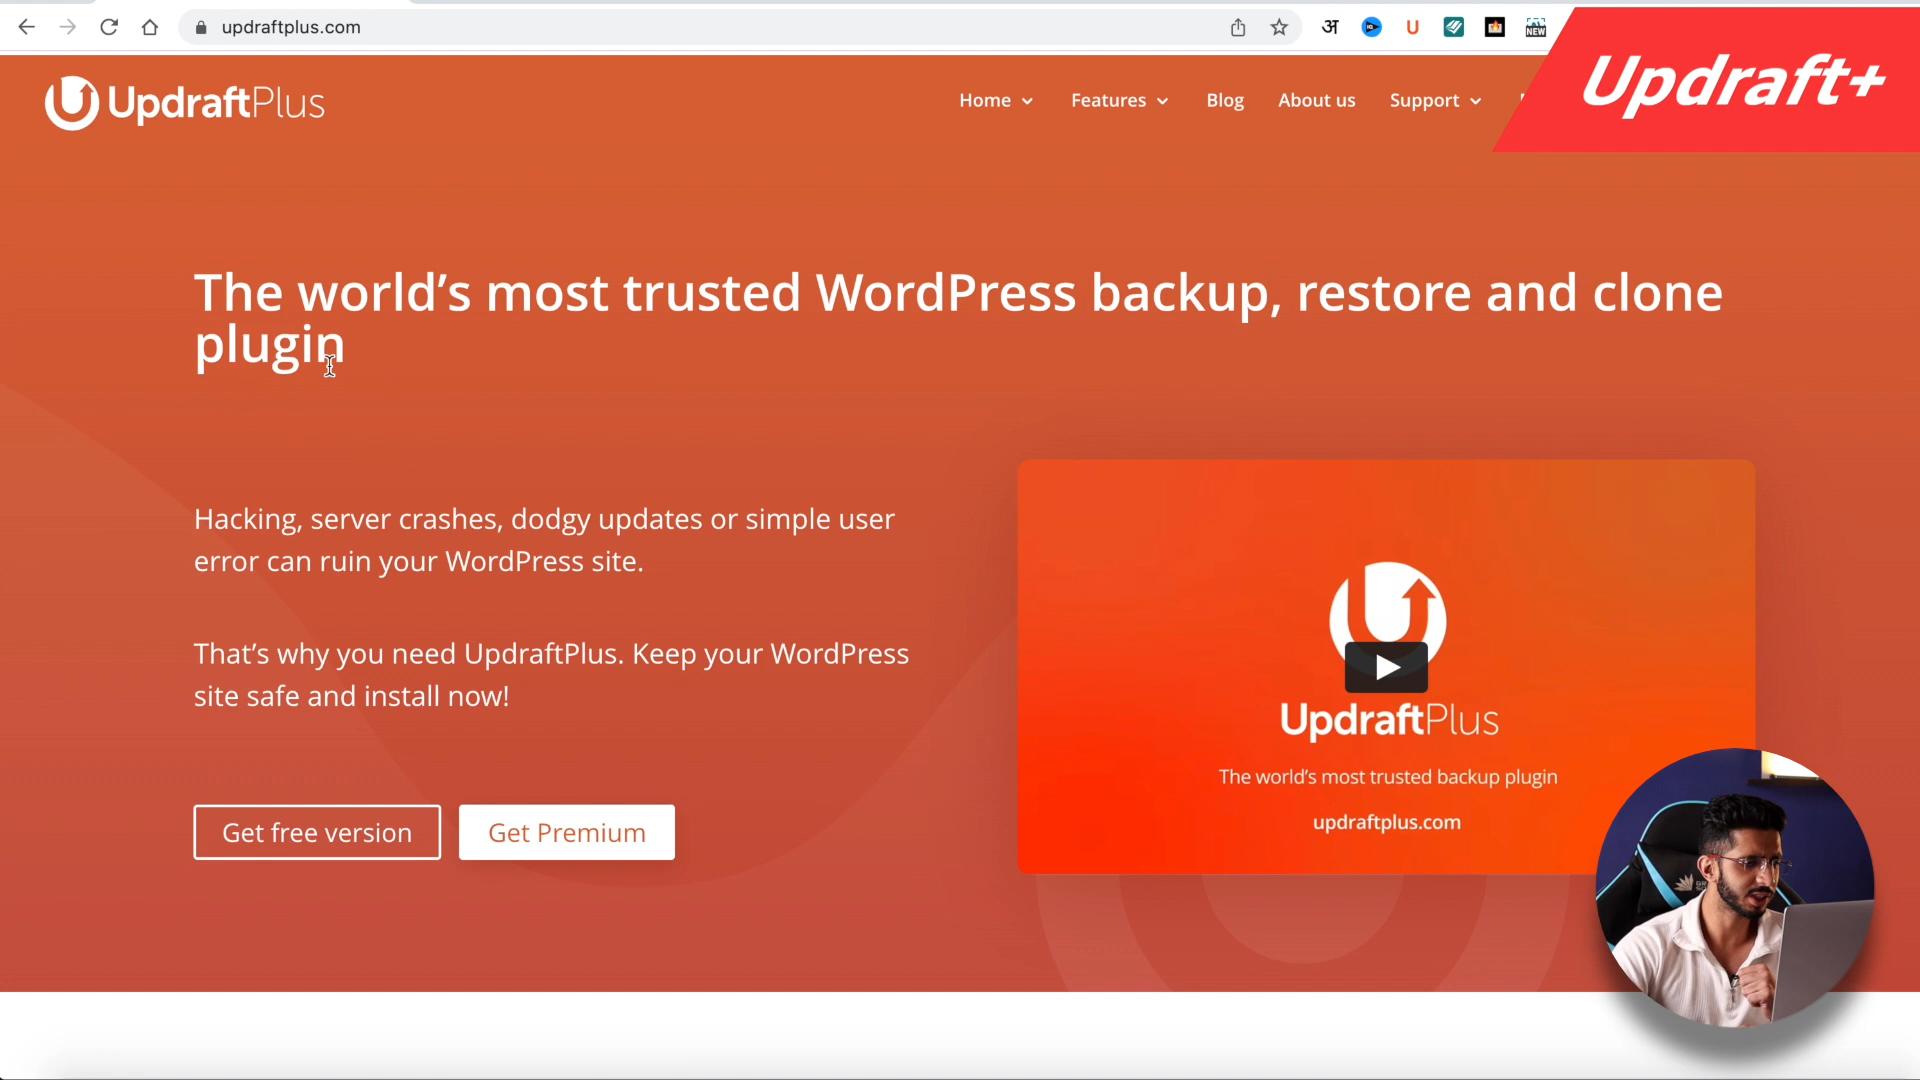 updraftplus.com
अ
U
NEW
Updraft+
UpdraftPlus
Home
Features
Blog
About us
Support
The world's most trusted WordPress backup, restore and clone
plugin
Hacking, server crashes, dodgy updates or simple user
error can ruin your WordPress site.
That's why you need UpdraftPlus. Keep your WordPress
site safe and install now!
Get free version
Get Premium
UpdraftPlus
The world's most trusted backup plugin
updraftplus.com